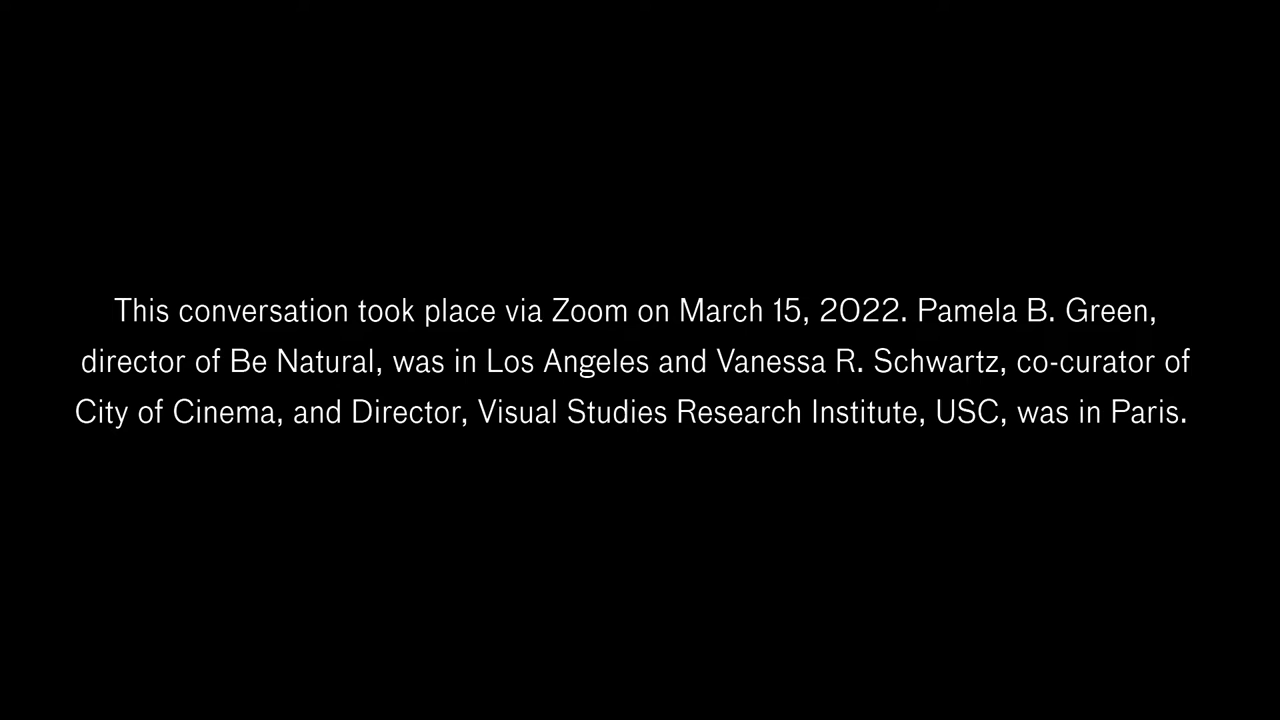 This conversation took place via Zoom on March 15, 2022. Pamela B. Green,
director of Be Natural, was in Los Angeles and Vanessa R. Schwartz, co-curator of
City of Cinema, and Director, Visual Studies Research Institute, USC, was in Paris.